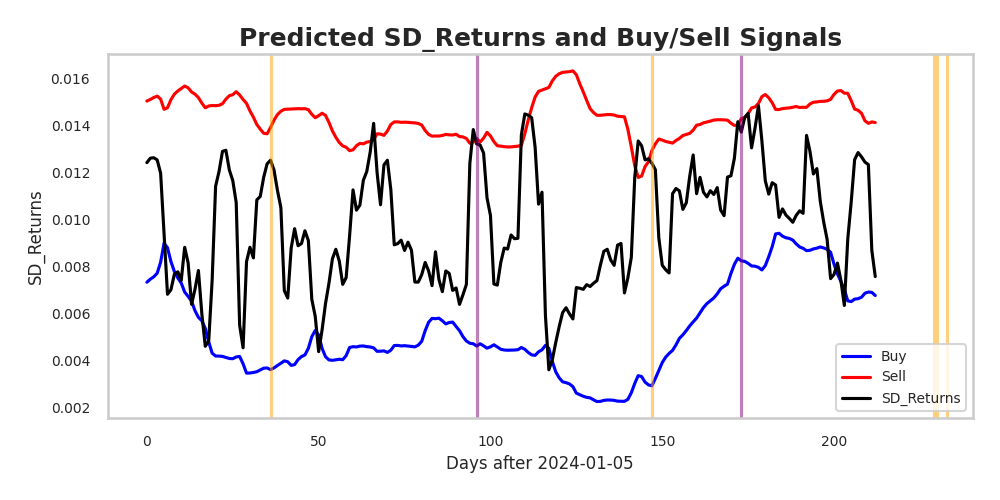 Predicted SD_Returns and Buy/Sell Signals
SD_Returns
0.016
0.014
0.012
0.010
0.008
0.006
0.004
0.002
Buy
Sell
SD_Returns
0 50 100 150 200
Days after 2024-01-05